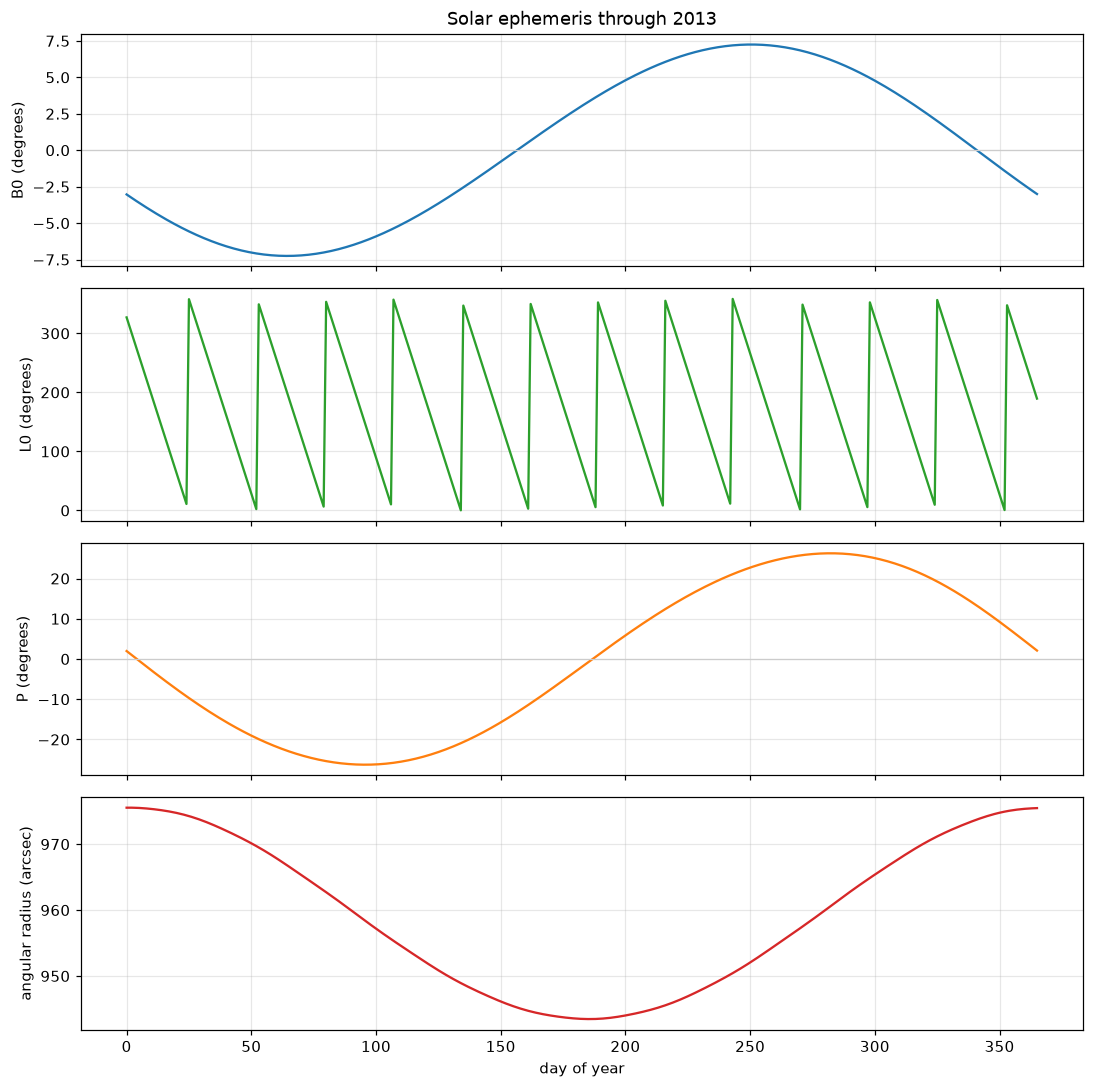 Solar ephemeris through 2013
B0 (degrees)
7.5
5.0
2.5
0.0
−2.5
−5.0
−7.5
L0 (degrees)
300
200
100
0
P (degrees)
20
10
0
−10
−20
angular radius (arcsec)
970
960
950
0 50 100 150 200 250 300 350
day of year